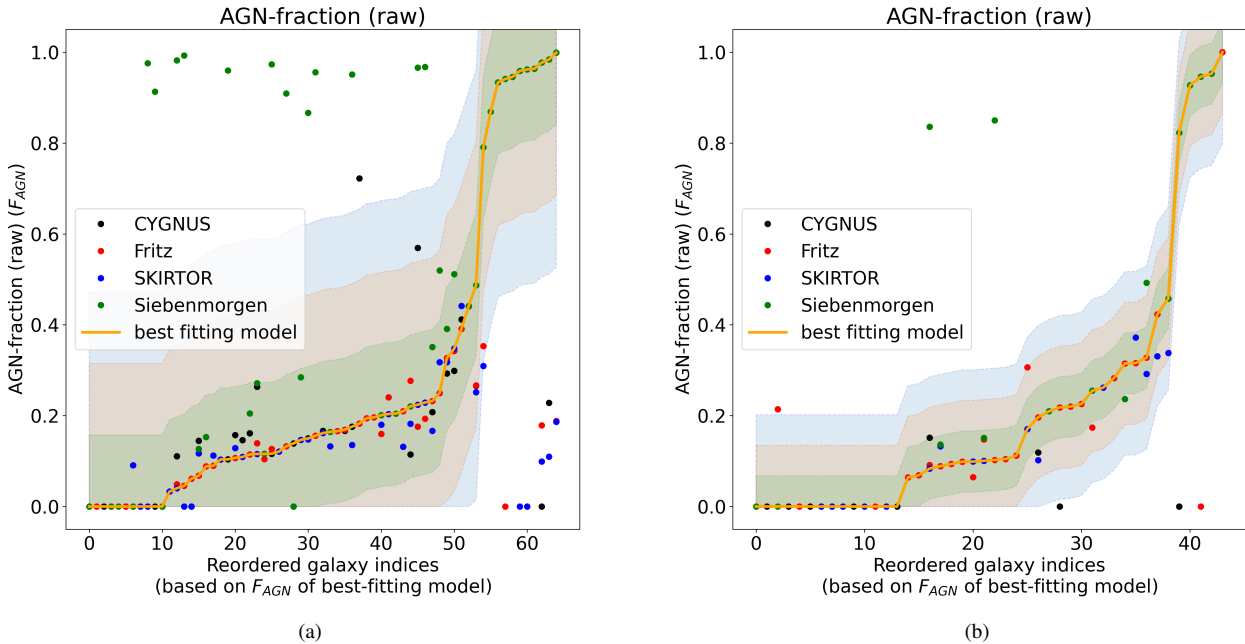 AGN-fraction (raw)
1.0
0.8
0.6
0.4
0.2
0.0
AGN-fraction (raw) (F_AGN)
CYGNUS
Fritz
SKIRTOR
Siebenmorgen
best fitting model
0 10 20 30 40 50 60
Reordered galaxy indices
(based on F_AGN of best-fitting model)
(a)
AGN-fraction (raw)
1.0
0.8
0.6
0.4
0.2
0.0
AGN-fraction (raw) (F_AGN)
CYGNUS
Fritz
SKIRTOR
Siebenmorgen
best fitting model
0 10 20 30 40
Reordered galaxy indices
(based on F_AGN of best-fitting model)
(b)